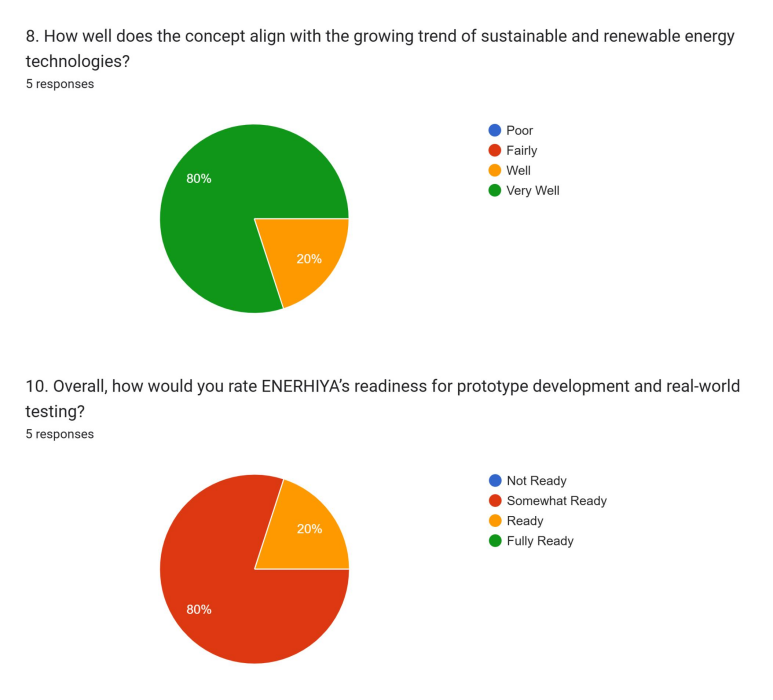 8. How well does the concept align with the growing trend of sustainable and renewable energy
technologies?
5 responses
80%
20%
Poor
Fairly
Well
Very Well
10. Overall, how would you rate ENERHIYA’s readiness for prototype development and real-world
testing?
5 responses
20%
80%
Not Ready
Somewhat Ready
Ready
Fully Ready